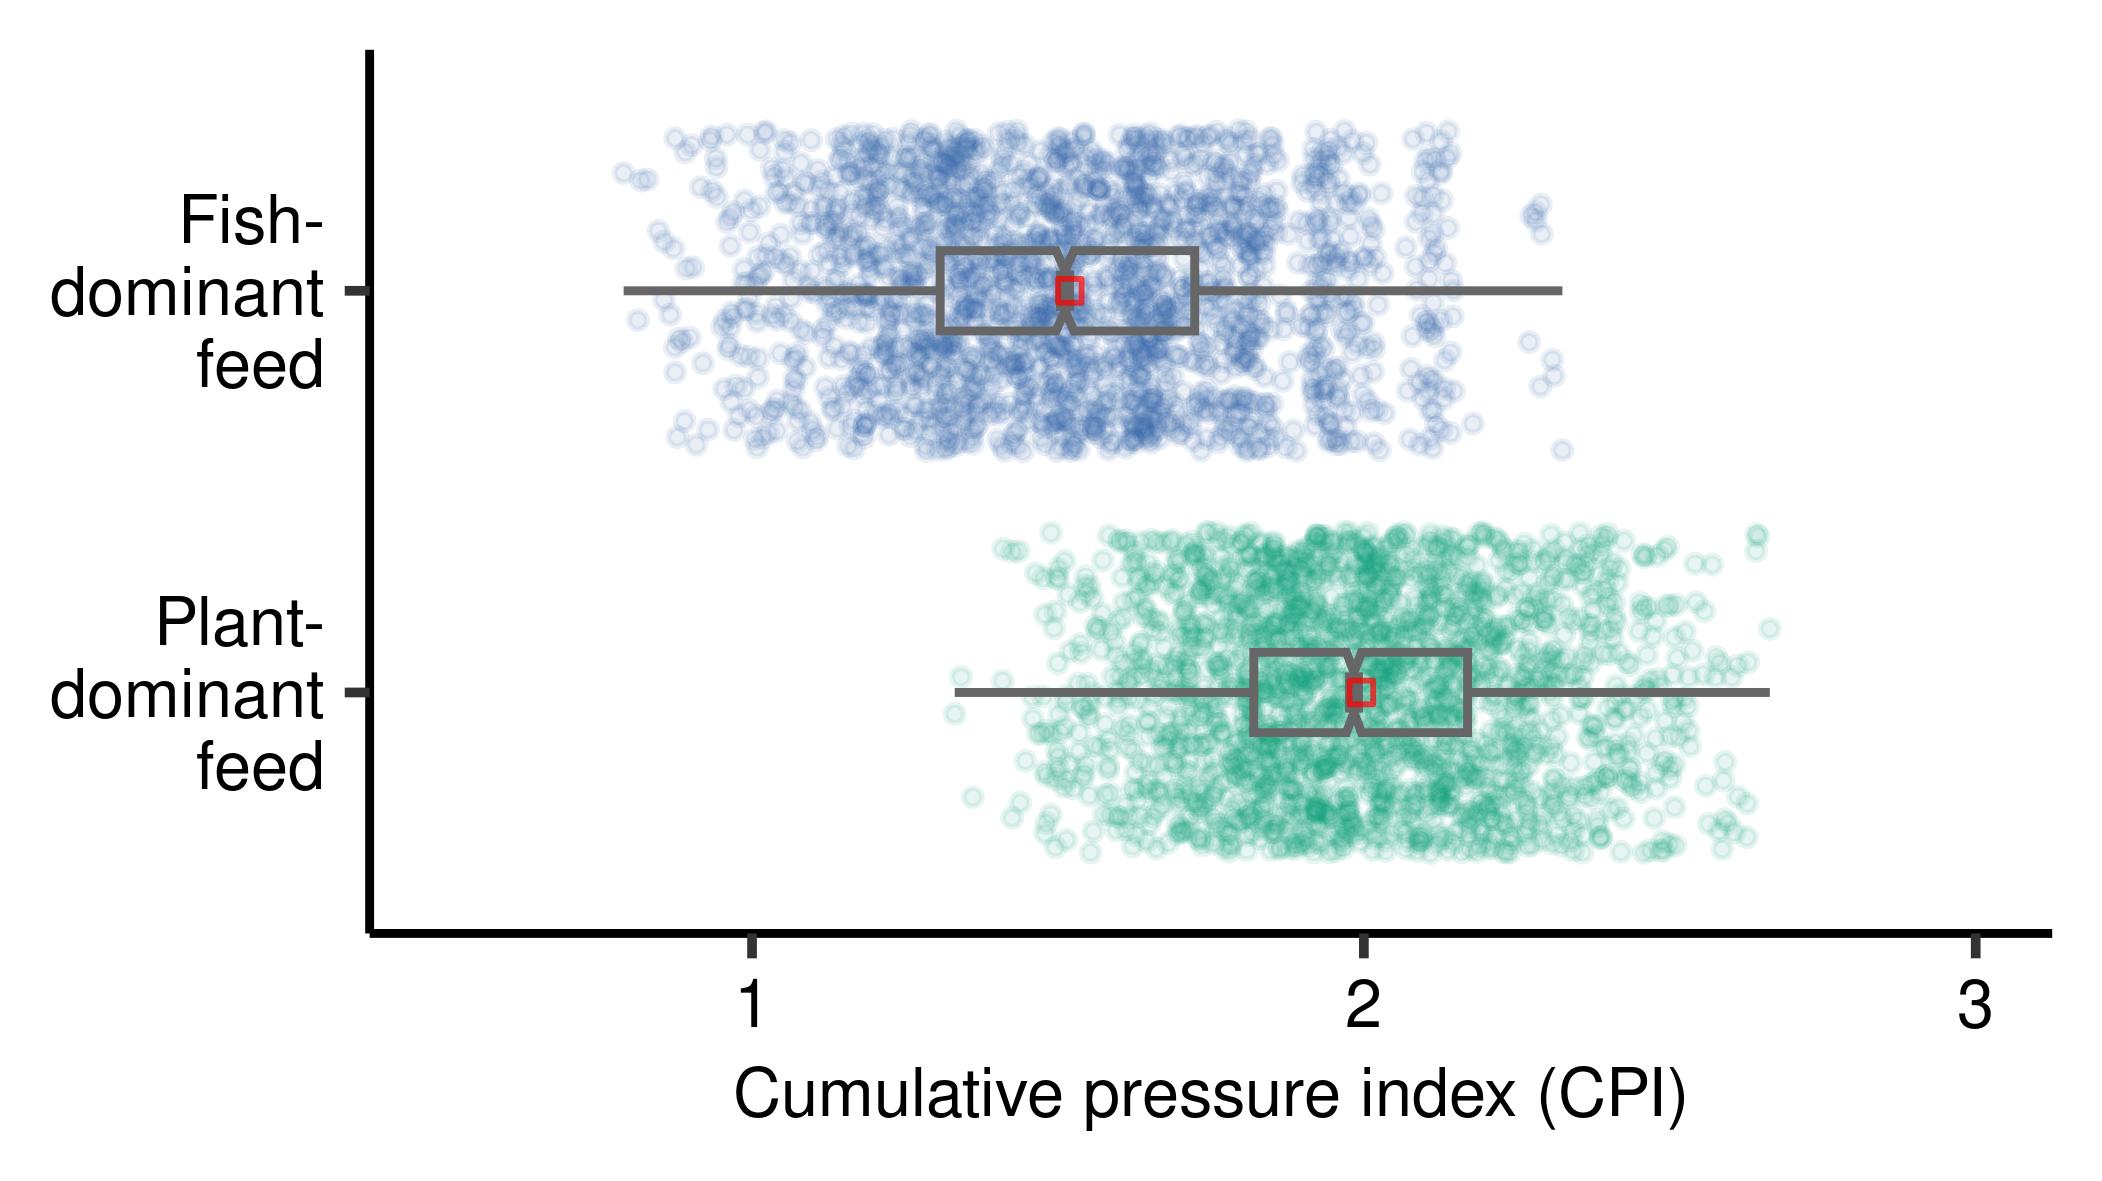 Fish-
dominant
feed
Plant-
dominant
feed
1
2
3
Cumulative pressure index (CPI)